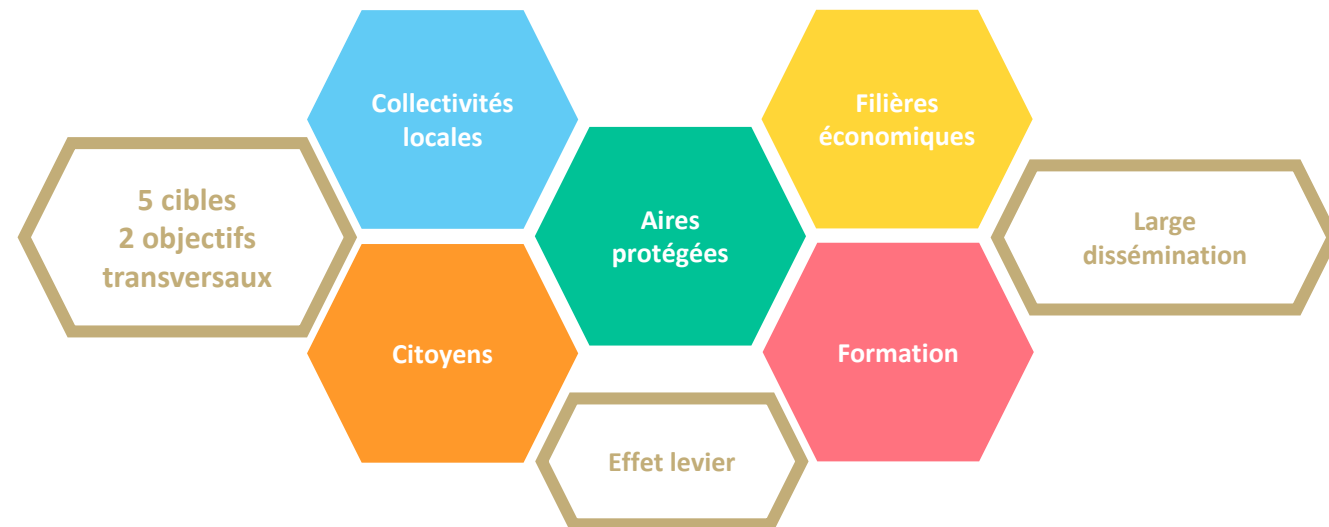 5 cibles
2 objectifs
transversaux
Collectivités
locales
Citoyens
Aires
protégées
Effet levier
Filières
économiques
Formation
Large
dissémination